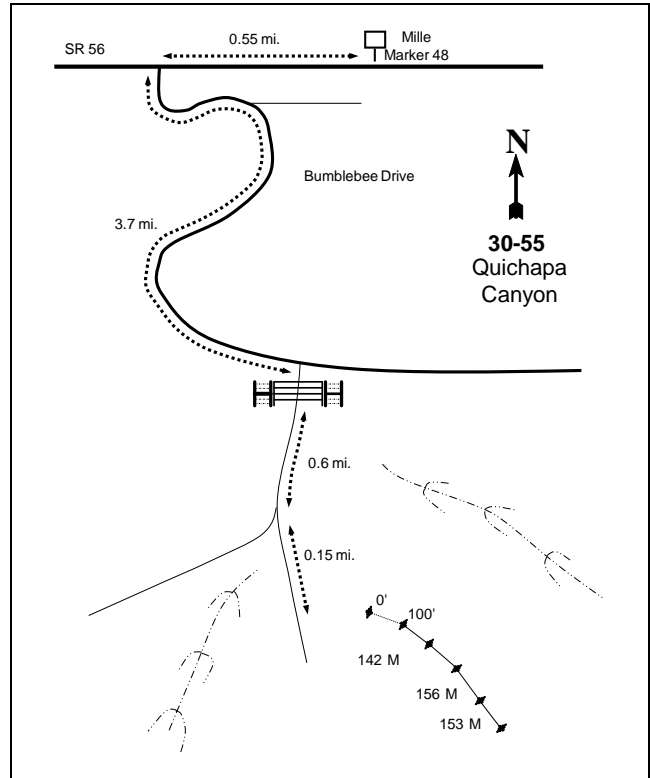 0.55 mi.
SR 56
Mille
Marker 48
N
Bumblebee Drive
3.7 mi.
30-55
Quichapa
Canyon
0.6 mi.
0.15 mi.
0'
100'
142 M
156 M
153 M